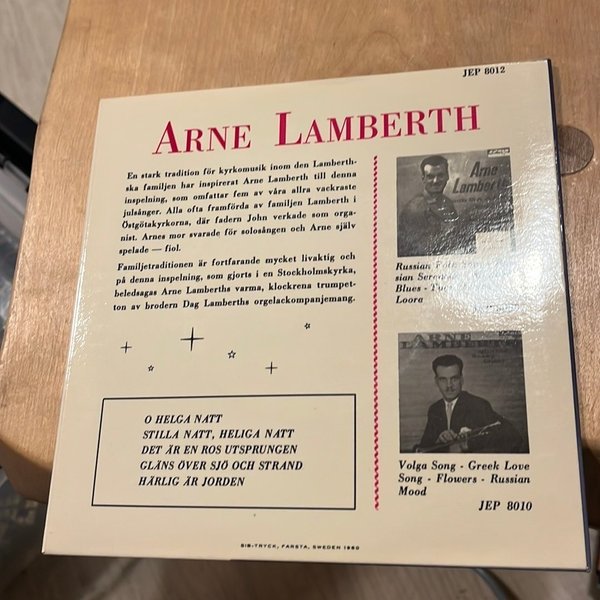 JEP 8012
ARNE LAMBERTH
En stark tradition för kyrkomusik inom den Lamberth-
ska familjen har inspirerat Arne Lamberth till denna
inspelning, som omfattar fem av våra allra vackraste
julsånger. Alla ofta framförda av familjen Lamberth i
Östgötakyrkorna, där fadern John verkade som orga-
nist. Arnes mor svarade för solosången och Arne själv
spelade — fiol.
Familjetraditionen är fortfarande mycket livaktig och
på denna inspelning, som gjorts i en Stockholmskyrka,
beledsagas Arne Lamberths varma, klockrena trumpet-
ton av brodern Dag Lamberths orgelackompanjemang.
O HELGA NATT
STILLA NATT, HELIGA NATT
DET ÄR EN ROS UTSPRUNGEN
GLÄNS ÖVER SJÖ OCH STRAND
HÄRLIG ÄR JORDEN
SIB-TRYCK, FARSTA, SWEDEN 1960
Arne
Lamberth
Russian
sian
Blues -
Loora
ARNE
LAMBERTH
Volga Song - Greek Love
Song - Flowers - Russian
Mood
JEP 8010